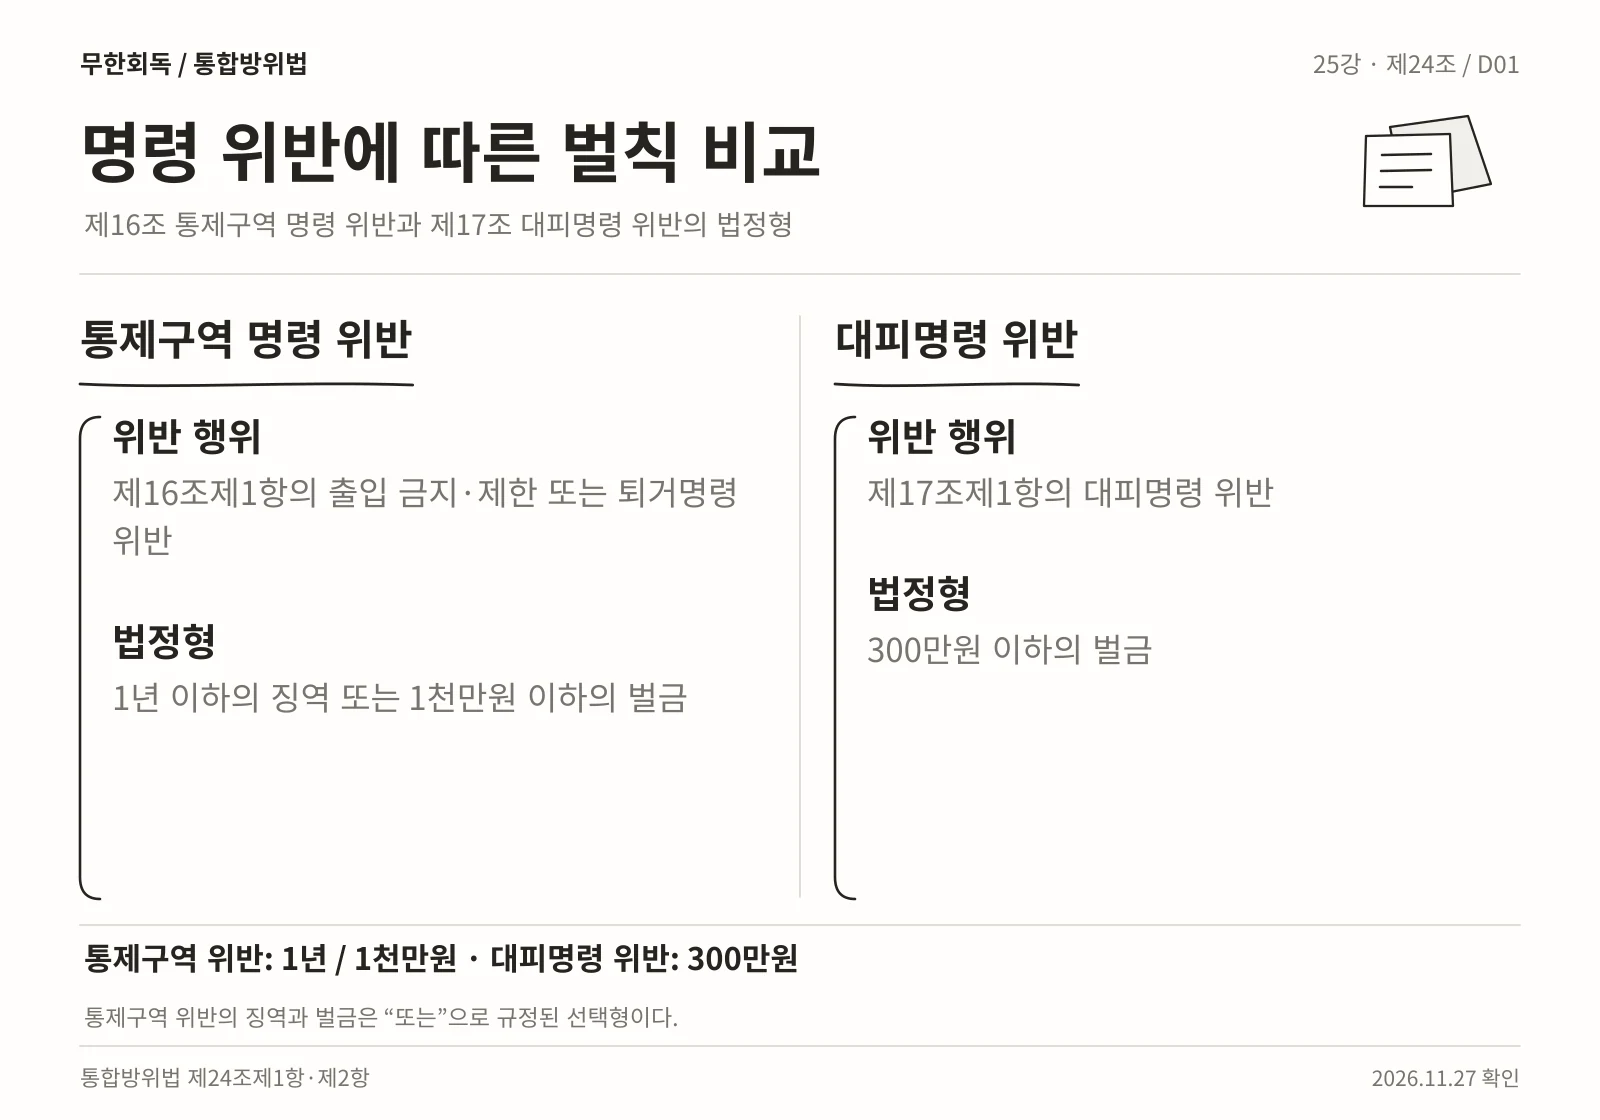 무한회독 / 통합방위법
25강 · 제24조 / D01
명령 위반에 따른 벌칙 비교
제16조 통제구역 명령 위반과 제17조 대피명령 위반의 법정형
통제구역 명령 위반
위반 행위
제16조제1항의 출입 금지·제한 또는 퇴거명령
위반
법정형
1년 이하의 징역 또는 1천만원 이하의 벌금
대피명령 위반
위반 행위
제17조제1항의 대피명령 위반
법정형
300만원 이하의 벌금
통제구역 위반: 1년 / 1천만원 · 대피명령 위반: 300만원
통제구역 위반의 징역과 벌금은 “또는”으로 규정된 선택형이다.
통합방위법 제24조제1항·제2항
2026.11.27 확인